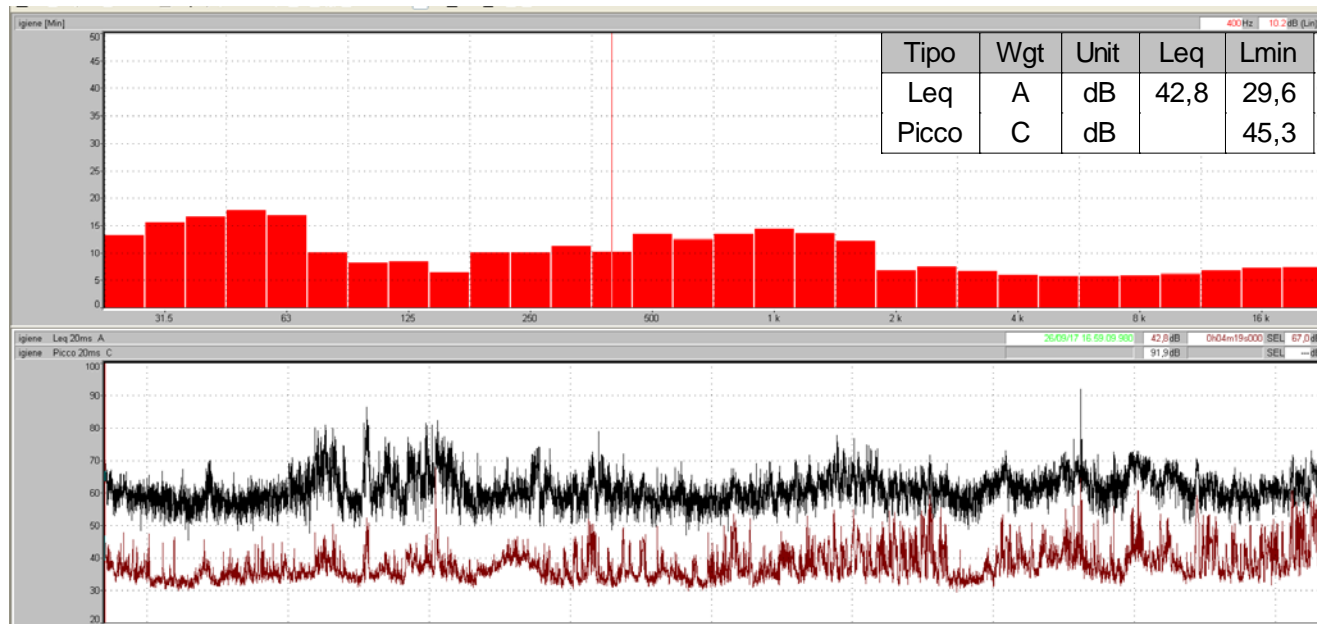 igiene [Min]
400 Hz 10.2 dB (Lin)
Tipo Wgt Unit Leq Lmin
Leq A dB 42,8 29,6
Picco C dB 45,3
50
45
40
35
30
25
20
15
10
5
0
31.5 63 125 250 500 1 k 2 k 4 k 8 k 16 k
igiene Leq 20ms A 26/09/17 16:59:09:980 42,8 dB 0h04m19s000 SEL 67,0 d
igiene Picco 20ms C 91,9 dB SEL --- d
100
90
80
70
60
50
40
30
20